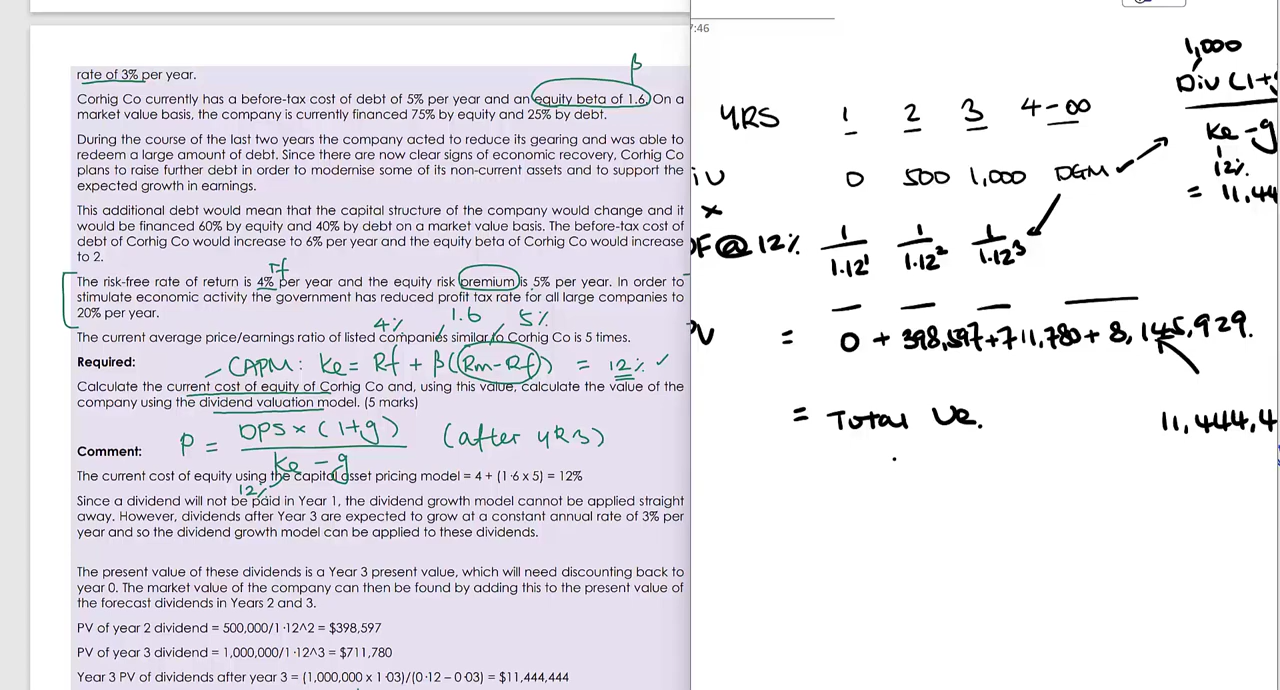 rate of 3% per year.
β
Corhig Co currently has a before-tax cost of debt of 5% per year and an equity beta of 1.6. On a
market value basis, the company is currently financed 75% by equity and 25% by debt.
During the course of the last two years the company acted to reduce its gearing and was able to
redeem a large amount of debt. Since there are now clear signs of economic recovery, Corhig Co
plans to raise further debt in order to modernise some of its non-current assets and to support the
expected growth in earnings.
This additional debt would mean that the capital structure of the company would change and it
would be financed 60% by equity and 40% by debt on a market value basis. The before-tax cost of
debt of Corhig Co would increase to 6% per year and the equity beta of Corhig Co would increase
to 2.
rf
The risk-free rate of return is 4% per year and the equity risk premium is 5% per year. In order to
stimulate economic activity the government has reduced profit tax rate for all large companies to
20% per year.
4% 1.6 5%
The current average price/earnings ratio of listed companies similar to Corhig Co is 5 times.
Required:
CAPM: Ke = Rf + β(Rm-Rf) = 12% ✓
Calculate the current cost of equity of Corhig Co and, using this value, calculate the value of the
company using the dividend valuation model. (5 marks)
P = DPS × (1+g) / Ke - g (after YR3)
12%
Comment:
The current cost of equity using the capital asset pricing model = 4 + (1·6 x 5) = 12%
Since a dividend will not be paid in Year 1, the dividend growth model cannot be applied straight
away. However, dividends after Year 3 are expected to grow at a constant annual rate of 3% per
year and so the dividend growth model can be applied to these dividends.
The present value of these dividends is a Year 3 present value, which will need discounting back to
year 0. The market value of the company can then be found by adding this to the present value of
the forecast dividends in Years 2 and 3.
PV of year 2 dividend = 500,000/1·12^2 = $398,597
PV of year 3 dividend = 1,000,000/1·12^3 = $711,780
Year 3 PV of dividends after year 3 = (1,000,000 x 1·03)/(0·12 – 0·03) = $11,444,444
7:46
1,000
Div (1+g
Ke - g
12%
= 11,44
YRS 1 2 3 4-∞
iv 0 500 1,000 DGM
×
DF @ 12% 1/1.12¹ 1/1.12² 1/1.12³
PV = 0 + 398,597 + 711,780 + 8,145,929.
= Total Ve. 11,444,4